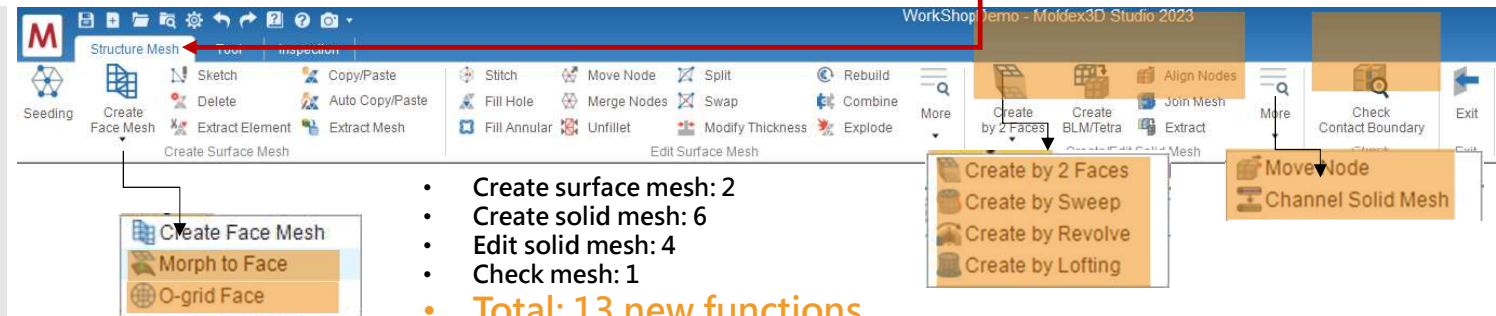 WorkShopDemo - Moldex3D Studio 2023
M
Structure Mesh Tool Inspection
Seeding
Create Face Mesh
Sketch
Delete
Extract Element
Copy/Paste
Auto Copy/Paste
Extract Mesh
Create Surface Mesh
Stitch
Fill Hole
Fill Annular
Move Node
Merge Nodes
Unfillet
Split
Swap
Modify Thickness
Rebuild
Combine
Explode
More
Edit Surface Mesh
Create by 2 Faces
Create BLM/Tetra
Align Nodes
Join Mesh
Extract
More
Create/Edit Solid Mesh
Check Contact Boundary
Exit
Exit
Create Face Mesh
Morph to Face
O-grid Face
• Create surface mesh: 2
• Create solid mesh: 6
• Edit solid mesh: 4
• Check mesh: 1
• Total: 13 new functions
Create by 2 Faces
Create by Sweep
Create by Revolve
Create by Lofting
Move Node
Channel Solid Mesh